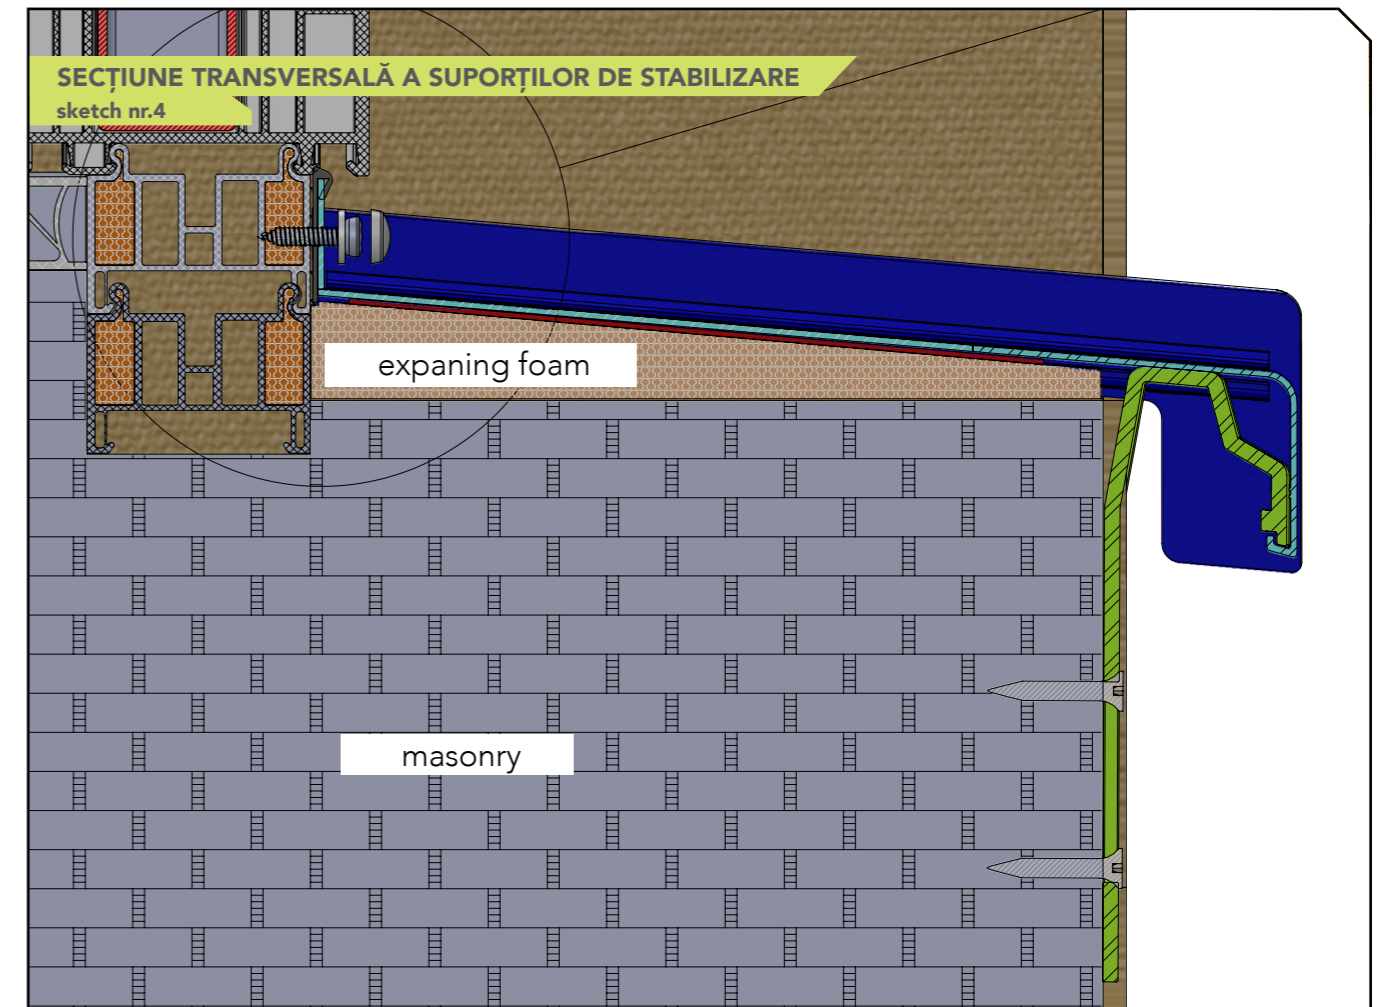 SECȚIUNE TRANSVERSALĂ A SUPORȚILOR DE STABILIZARE
sketch nr.4
expaning foam
masonry